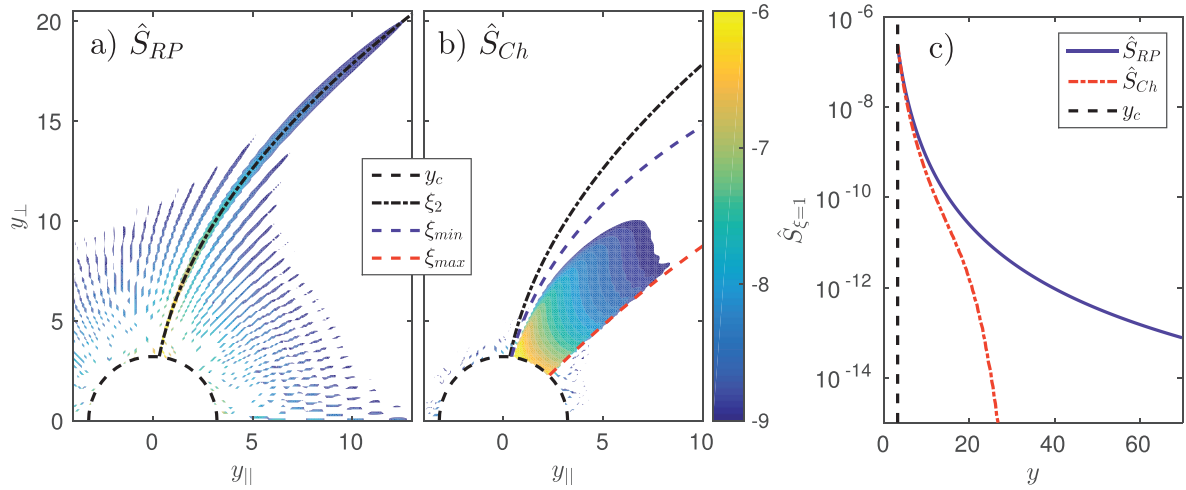 a) Ŝ_RP
20
15
10
5
0
y_⊥
0
5
10
y_||
y_c
ξ_2
ξ_min
ξ_max
b) Ŝ_Ch
0
5
10
y_||
-6
-7
-8
-9
c)
10^-6
10^-8
10^-10
10^-12
10^-14
Ŝ_ξ=1
Ŝ_RP
Ŝ_Ch
y_c
0
20
40
60
y